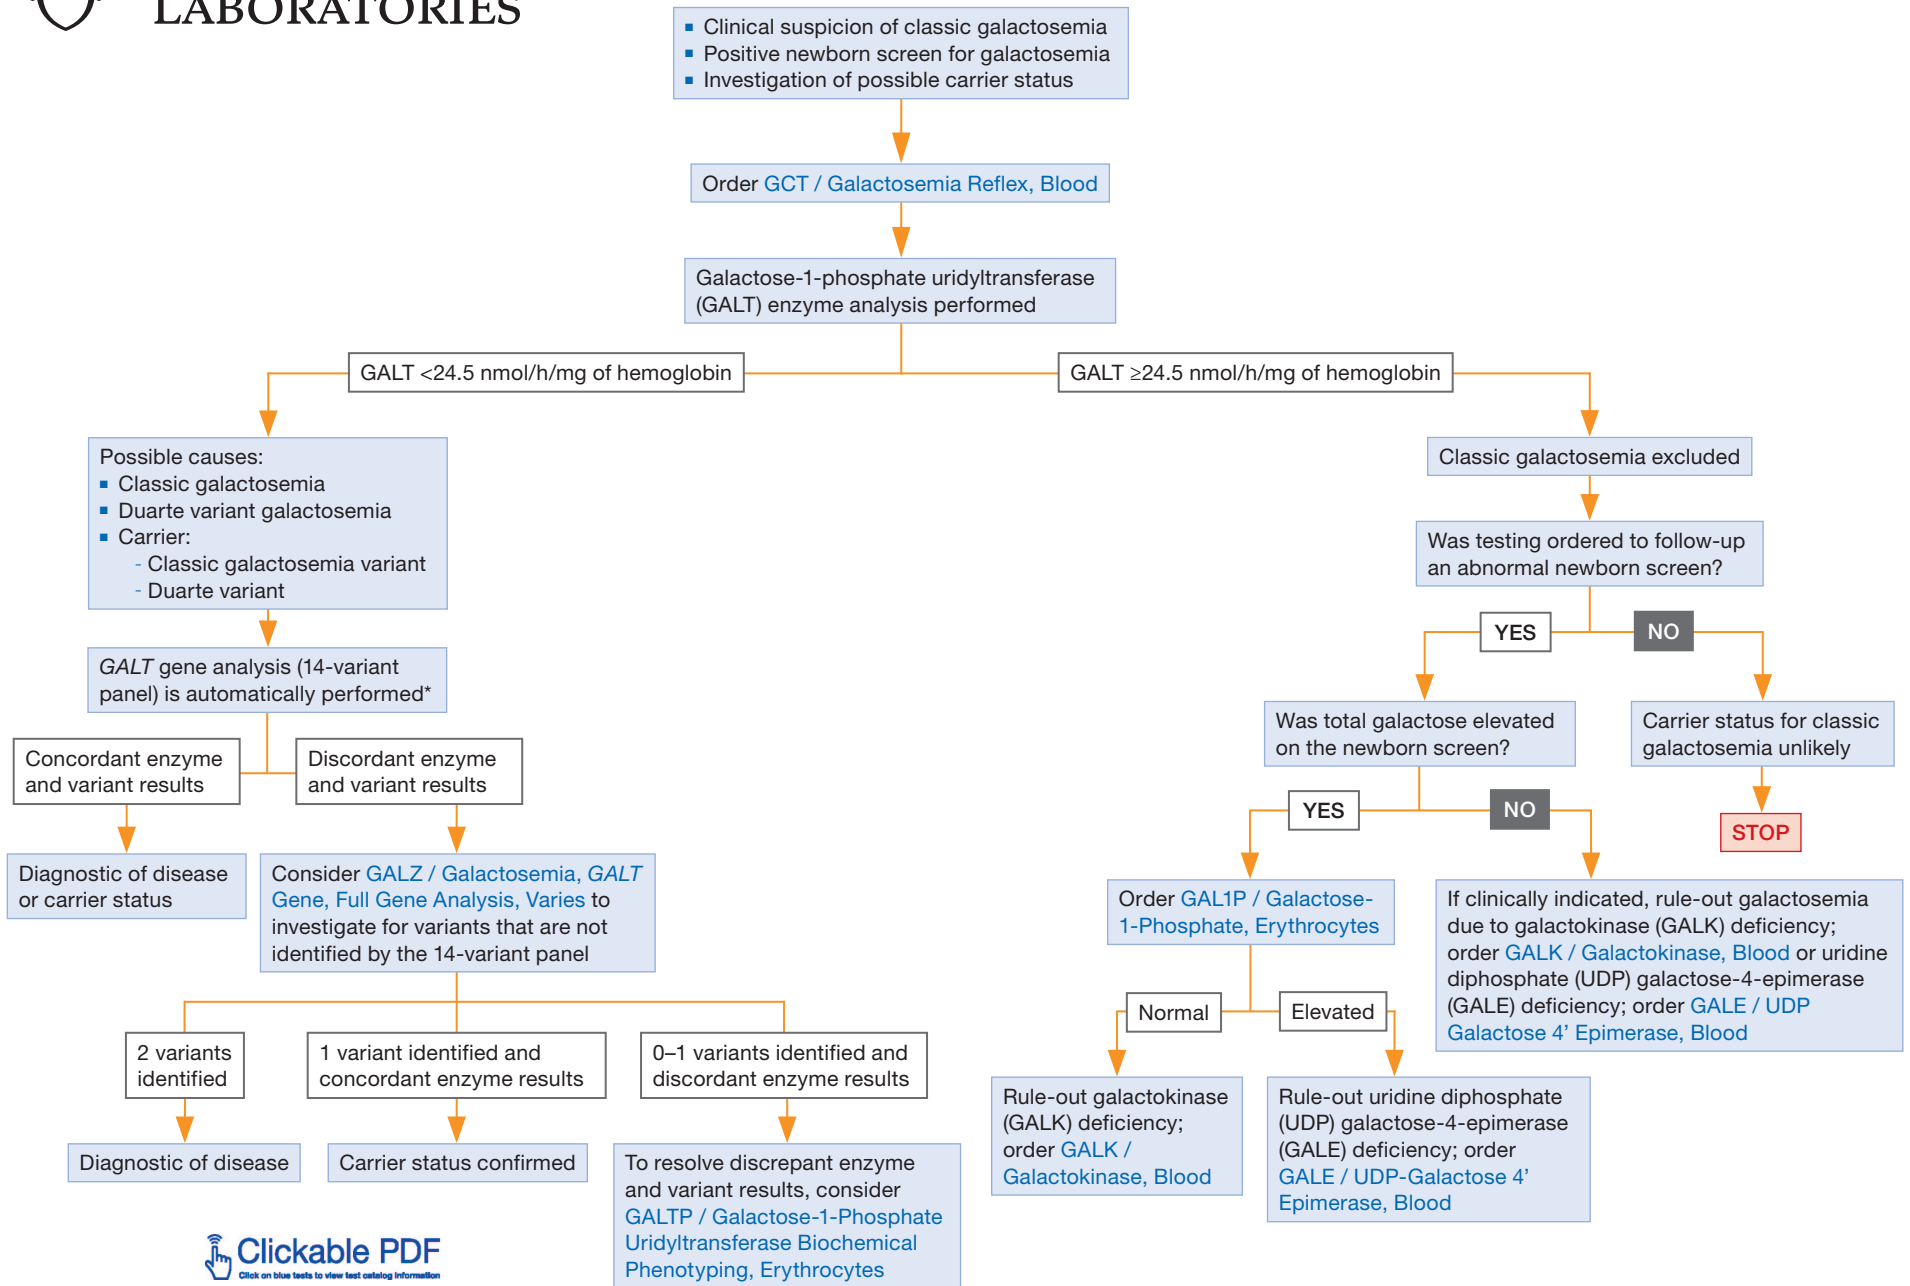 LABORATORIES
▪ Clinical suspicion of classic galactosemia
▪ Positive newborn screen for galactosemia
▪ Investigation of possible carrier status
Order GCT / Galactosemia Reflex, Blood
Galactose-1-phosphate uridyltransferase
(GALT) enzyme analysis performed
GALT <24.5 nmol/h/mg of hemoglobin
GALT ≥24.5 nmol/h/mg of hemoglobin
Possible causes:
▪ Classic galactosemia
▪ Duarte variant galactosemia
▪ Carrier:
- Classic galactosemia variant
- Duarte variant
GALT gene analysis (14-variant
panel) is automatically performed*
Concordant enzyme
and variant results
Discordant enzyme
and variant results
Diagnostic of disease
or carrier status
Consider GALZ / Galactosemia, GALT
Gene, Full Gene Analysis, Varies to
investigate for variants that are not
identified by the 14-variant panel
2 variants
identified
1 variant identified and
concordant enzyme results
0–1 variants identified and
discordant enzyme results
Diagnostic of disease
Carrier status confirmed
To resolve discrepant enzyme
and variant results, consider
GALTP / Galactose-1-Phosphate
Uridyltransferase Biochemical
Phenotyping, Erythrocytes
Classic galactosemia excluded
Was testing ordered to follow-up
an abnormal newborn screen?
YES
NO
Was total galactose elevated
on the newborn screen?
Carrier status for classic
galactosemia unlikely
STOP
YES
NO
Order GAL1P / Galactose-
1-Phosphate, Erythrocytes
If clinically indicated, rule-out galactosemia
due to galactokinase (GALK) deficiency;
order GALK / Galactokinase, Blood or uridine
diphosphate (UDP) galactose-4-epimerase
(GALE) deficiency; order GALE / UDP
Galactose 4’ Epimerase, Blood
Normal
Elevated
Rule-out galactokinase
(GALK) deficiency;
order GALK /
Galactokinase, Blood
Rule-out uridine diphosphate
(UDP) galactose-4-epimerase
(GALE) deficiency; order
GALE / UDP-Galactose 4’
Epimerase, Blood
Clickable PDF
Click on blue tests to view test catalog information